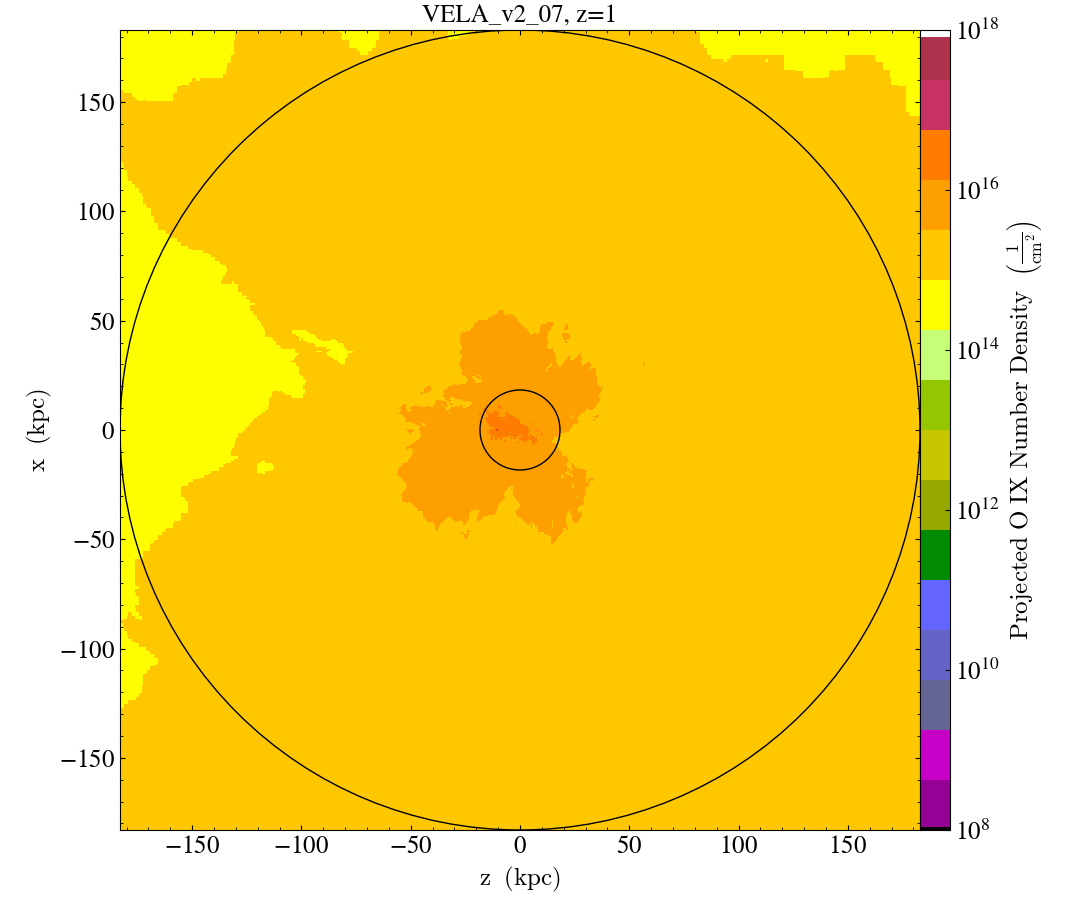 VELA_v2_07, z=1
150
100
50
0
−50
−100
−150
x (kpc)
−150 −100 −50 0 50 100 150
z (kpc)
10^18
10^16
10^14
10^12
10^10
10^8
Projected O IX Number Density (1/cm^2)